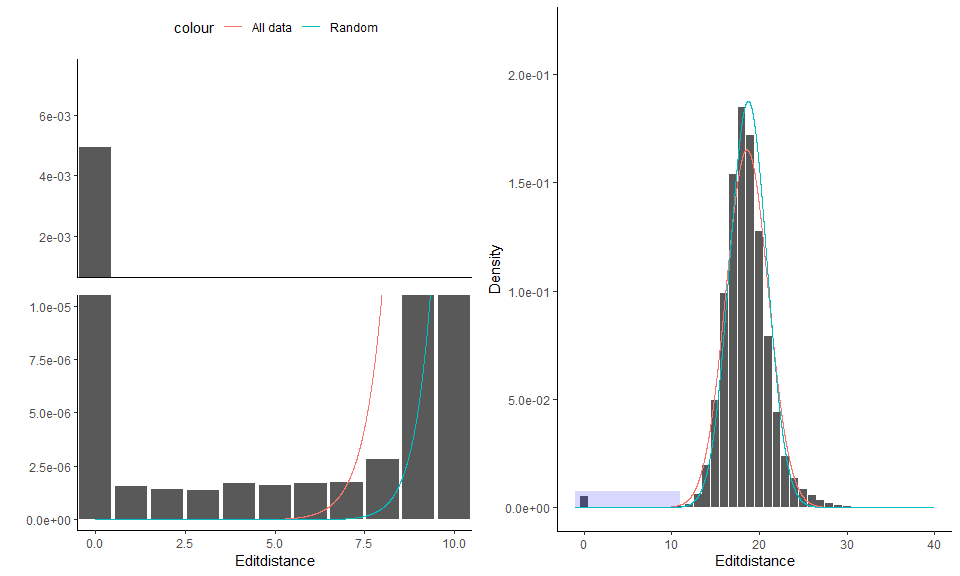 colour All data Random
6e-03
4e-03
2e-03
1.0e-05
7.5e-06
5.0e-06
2.5e-06
0.0e+00
0.0 2.5 5.0 7.5 10.0
Editdistance
Density
2.0e-01
1.5e-01
1.0e-01
5.0e-02
0.0e+00
0 10 20 30 40
Editdistance